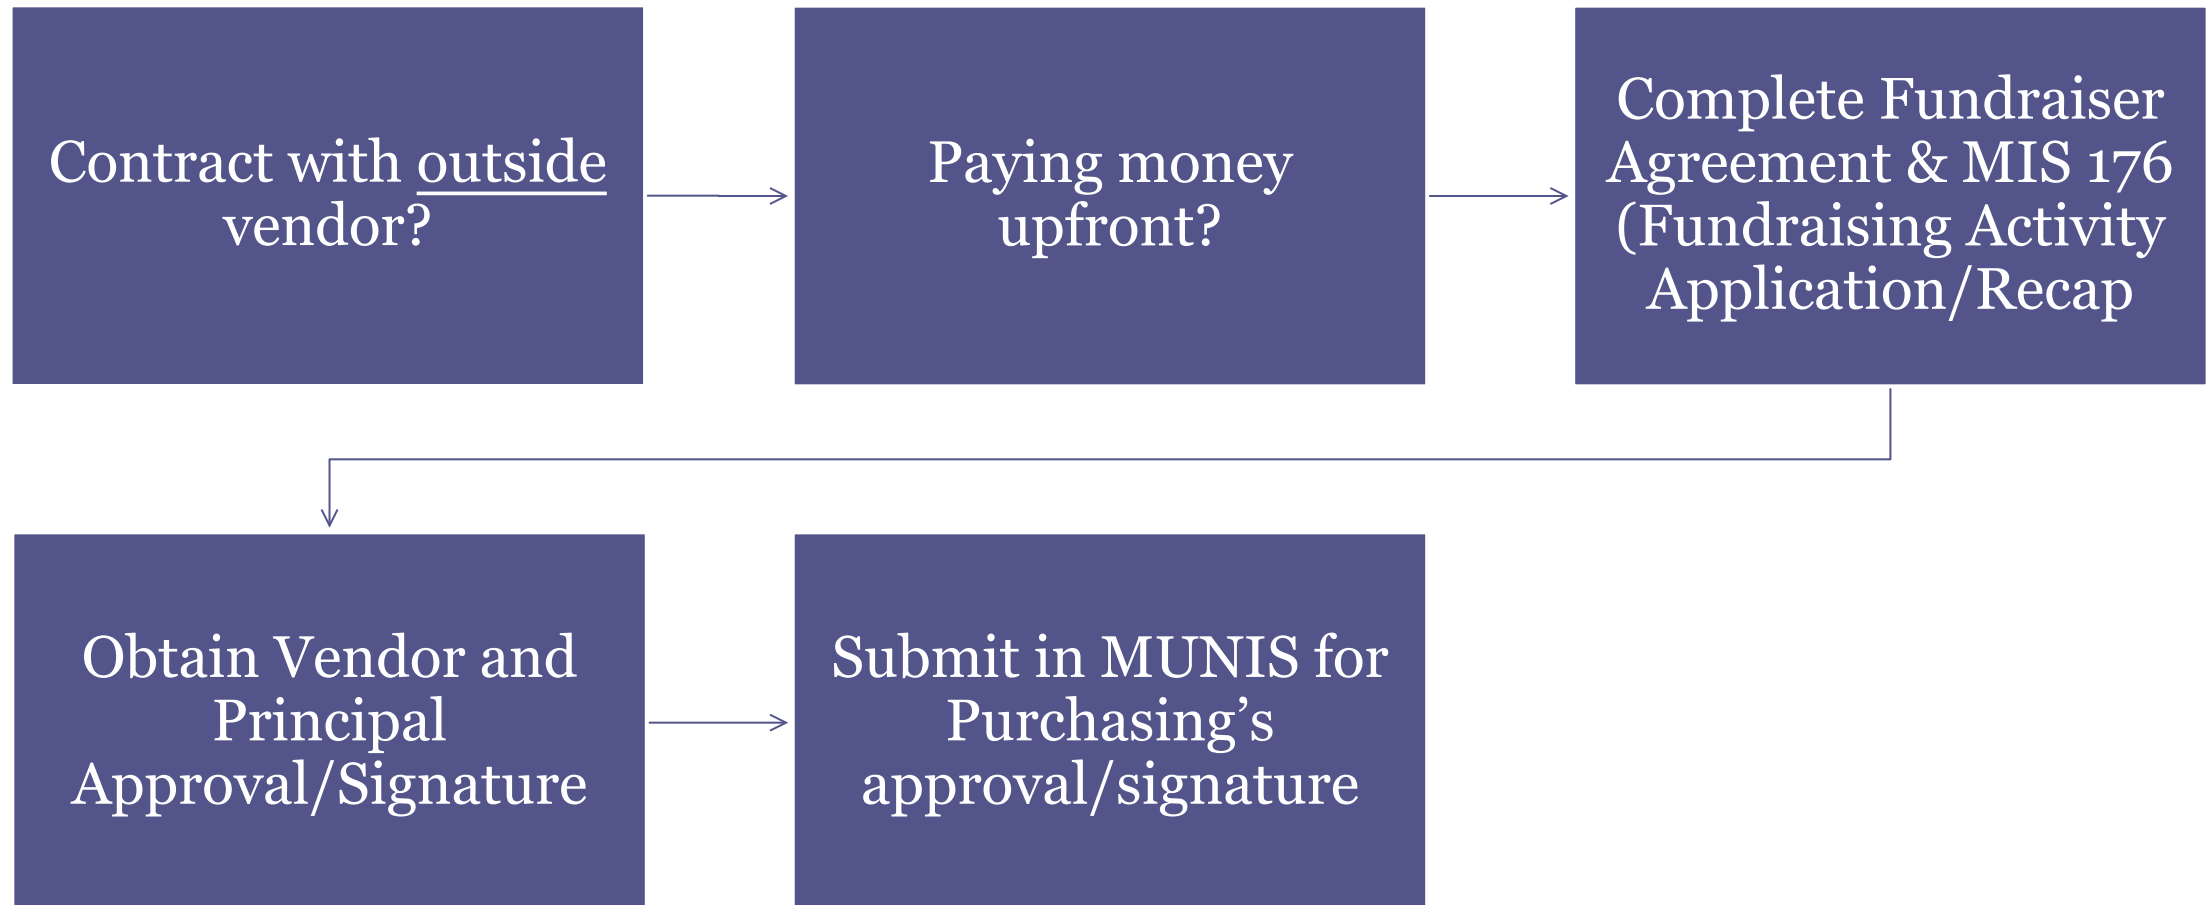 Contract with outside
vendor?
Paying money
upfront?
Complete Fundraiser
Agreement & MIS 176
(Fundraising Activity
Application/Recap
Obtain Vendor and
Principal
Approval/Signature
Submit in MUNIS for
Purchasing’s
approval/signature